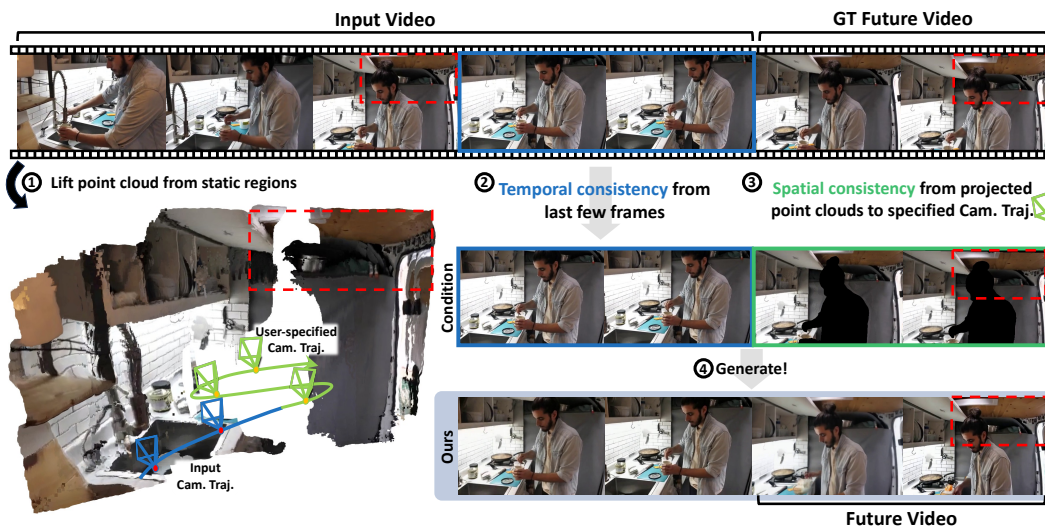 Input Video
GT Future Video
1 Lift point cloud from static regions
2 Temporal consistency from
last few frames
3 Spatial consistency from projected
point clouds to specified Cam. Traj.
User-specified
Cam. Traj.
Input
Cam. Traj.
Condition
4 Generate!
Ours
Future Video